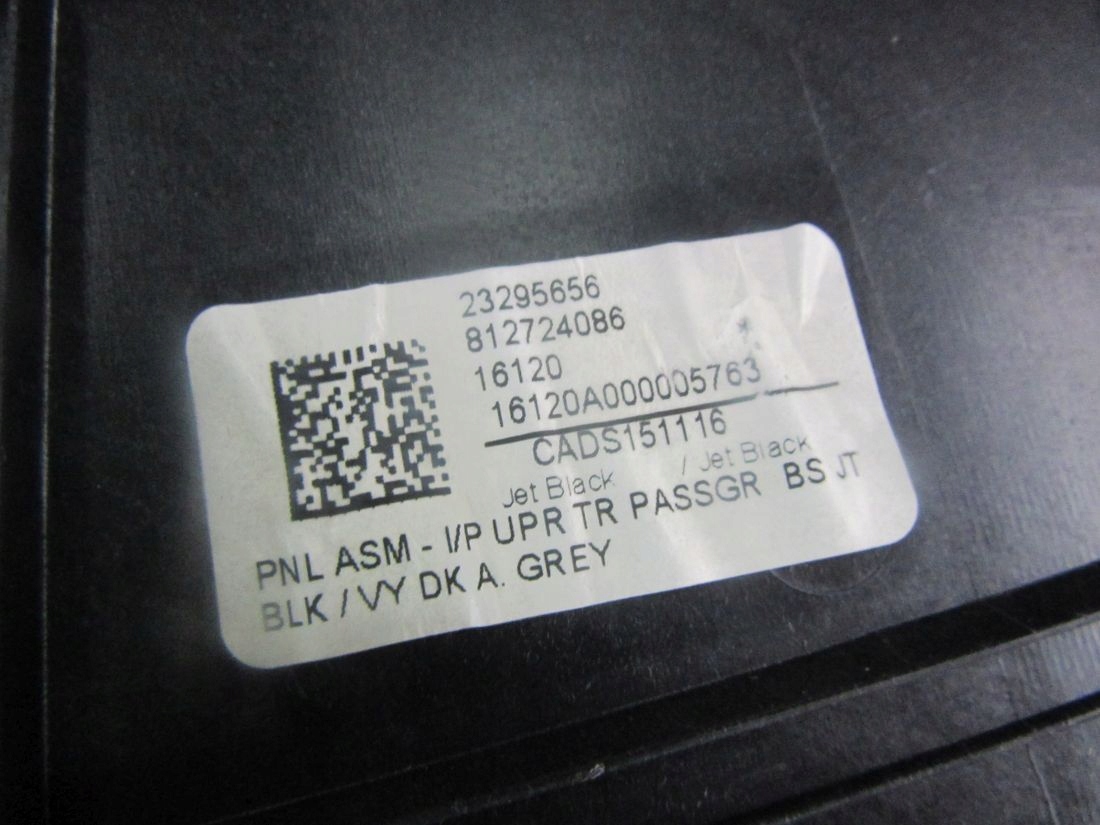 23295656
812724086
16120
16120A000005763
CADS151116
Jet Black / Jet Black
PNL ASM - I/P UPR TR PASSGR BS JT
BLK / VY DK A. GREY